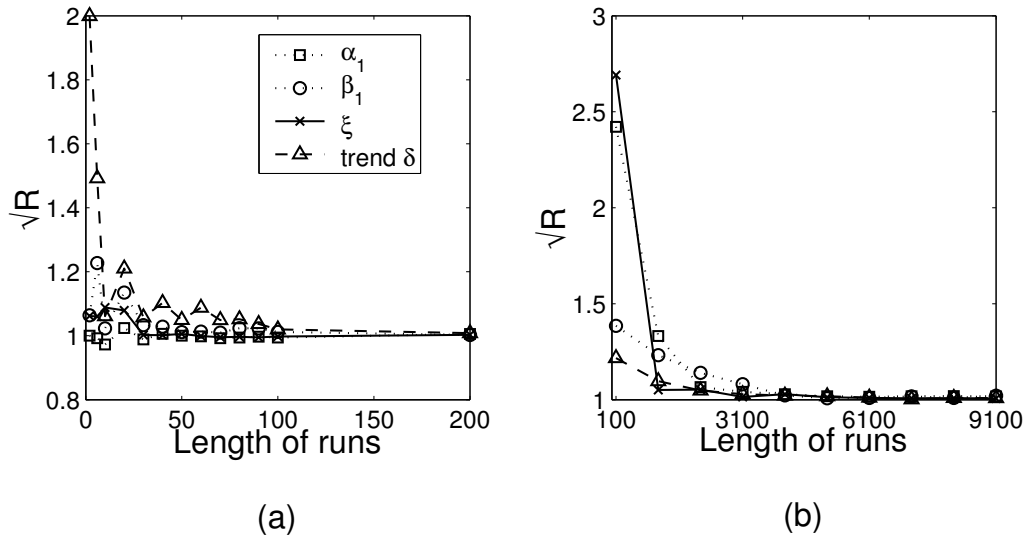 2
1.8
1.6
1.4
1.2
1
0.8
√R
0 50 100 150 200
Length of runs
α1
β1
ξ
trend δ
(a)
3
2.5
2
1.5
1
√R
100 3100 6100 9100
Length of runs
(b)